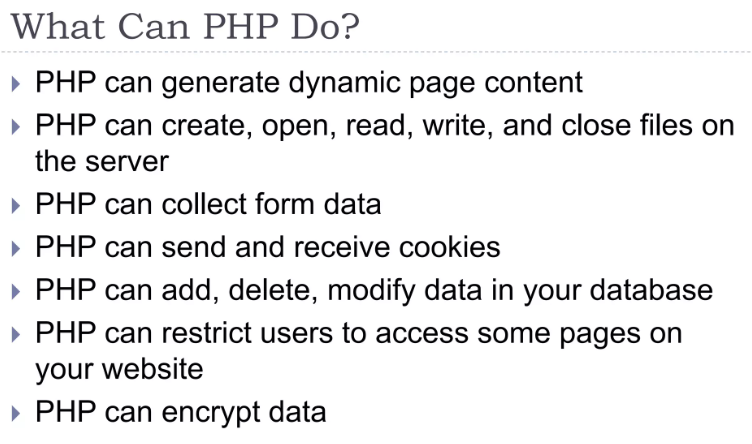 What Can PHP Do?
PHP can generate dynamic page content
PHP can create, open, read, write, and close files on
the server
PHP can collect form data
PHP can send and receive cookies
PHP can add, delete, modify data in your database
PHP can restrict users to access some pages on
your website
PHP can encrypt data